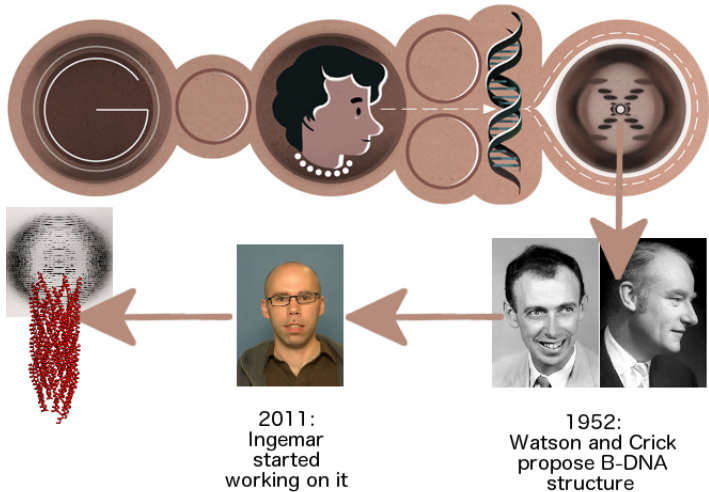 G
2011:
Ingemar
started
working on it
1952:
Watson and Crick
propose B-DNA
structure